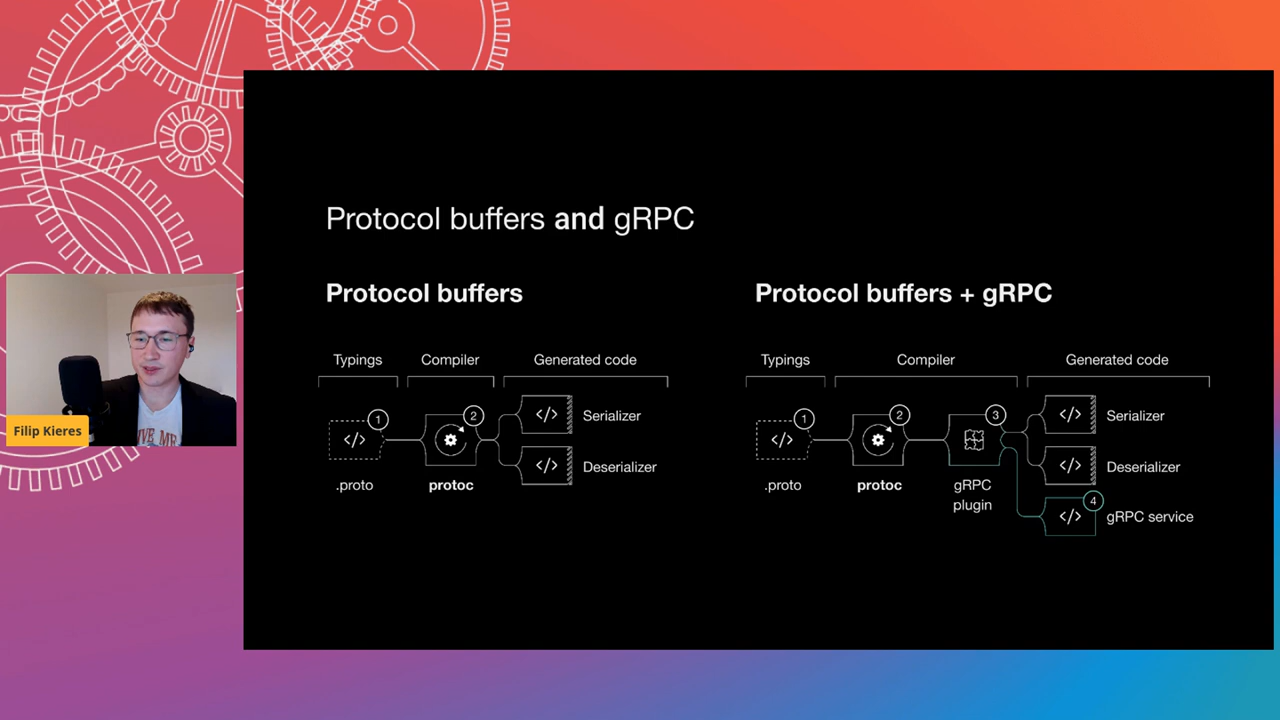 Protocol buffers and gRPC
Protocol buffers
Typings
Compiler
Generated code
1
2
</>
</>
Serializer
</>
Deserializer
.proto
protoc
Protocol buffers + gRPC
Typings
Compiler
Generated code
1
2
3
</>
</>
Serializer
</>
Deserializer
.proto
protoc
gRPC
plugin
4
</>
gRPC service
Filip Kieres